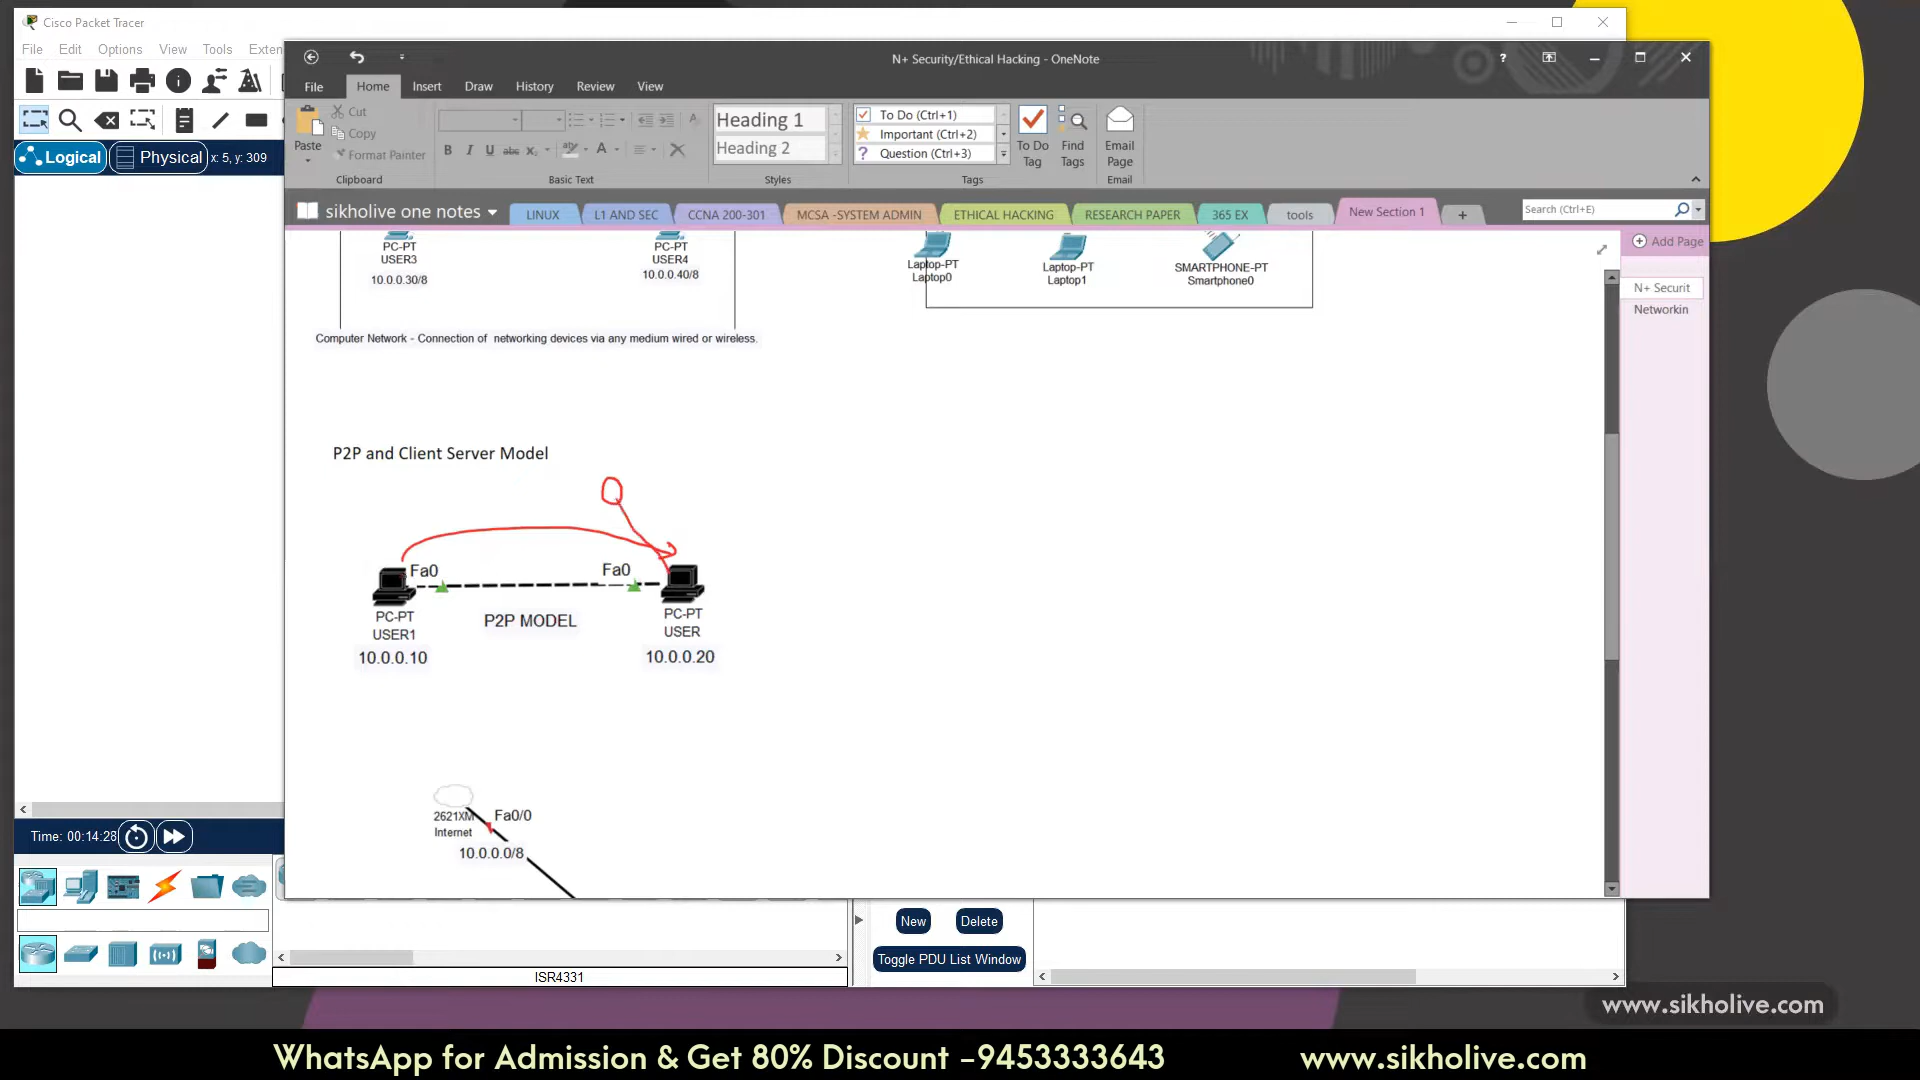 Cisco Packet Tracer
File Edit Options View Tools Exten
N+ Security/Ethical Hacking - OneNote
File Home Insert Draw History Review View
Paste
Cut
Copy
Format Painter
Clipboard
Basic Text
Heading 1
Heading 2
Styles
To Do (Ctrl+1)
Important (Ctrl+2)
Question (Ctrl+3)
To Do Tag
Find Tags
Tags
Email Page
Email
Logical
Physical
x: 5, y: 309
sikholive one notes
LINUX
L1 AND SEC
CCNA 200-301
MCSA -SYSTEM ADMIN
ETHICAL HACKING
RESEARCH PAPER
365 EX
tools
New Section 1
Search (Ctrl+E)
Add Page
N+ Securit
Networkin
PC-PT
USER3
10.0.0.30/8
PC-PT
USER4
10.0.0.40/8
Laptop-PT
Laptop0
Laptop-PT
Laptop1
SMARTPHONE-PT
Smartphone0
Computer Network - Connection of networking devices via any medium wired or wireless.
P2P and Client Server Model
Fa0
Fa0
PC-PT
USER1
10.0.0.10
P2P MODEL
PC-PT
USER
10.0.0.20
2621XM
Internet
Fa0/0
10.0.0.0/8
Time: 00:14:28
New
Delete
Toggle PDU List Window
ISR4331
www.sikholive.com
WhatsApp for Admission & Get 80% Discount –9453333643
www.sikholive.com